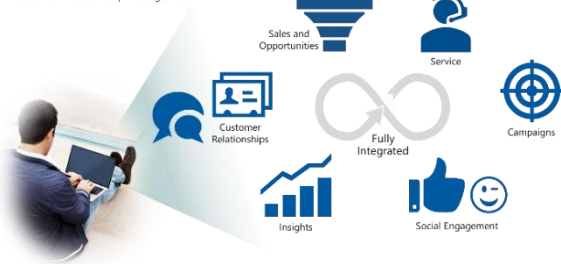 Sales and
Opportunities
Service
Customer
Relationships
Fully
Integrated
Campaigns
Insights
Social Engagement